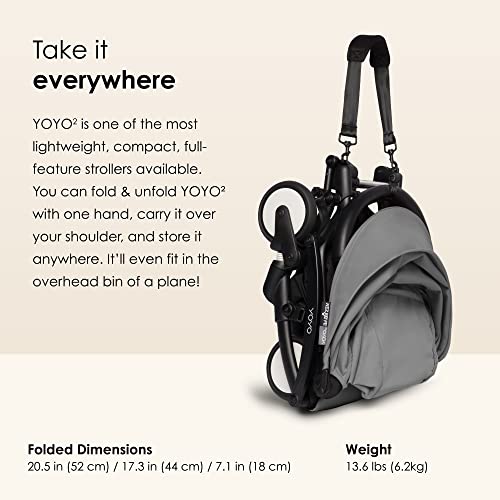 Take it
everywhere
YOYO² is one of the most
lightweight, compact, full-
feature strollers available.
You can fold & unfold YOYO²
with one hand, carry it over
your shoulder, and store it
anywhere. It'll even fit in the
overhead bin of a plane!
YOYO
Folded Dimensions
20.5 in (52 cm) / 17.3 in (44 cm) / 7.1 in (18 cm)
Weight
13.6 lbs (6.2kg)